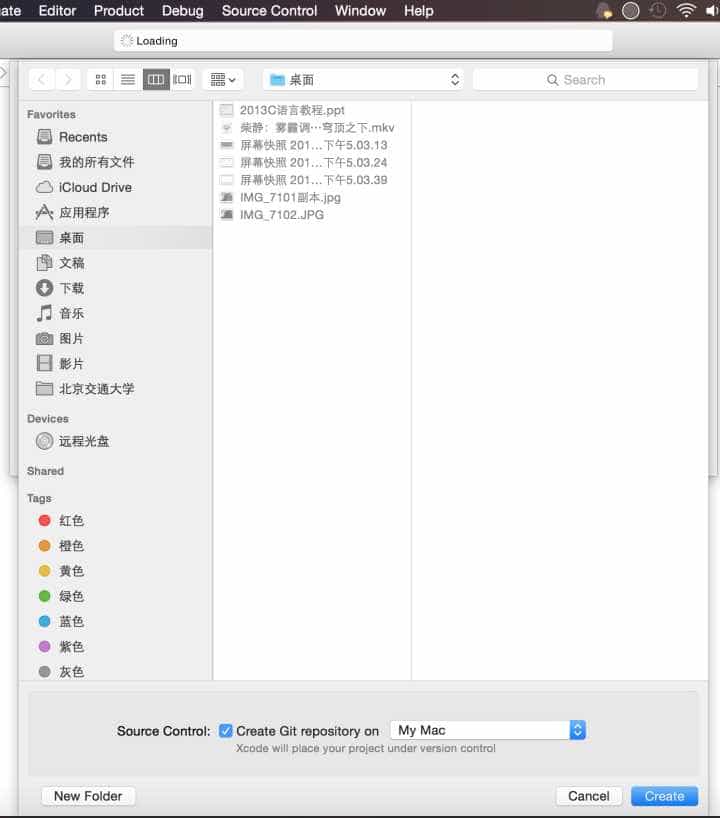 ate Editor Product Debug Source Control Window Help
Loading
桌面
Search
Favorites
Recents
我的所有文件
iCloud Drive
应用程序
桌面
文稿
下载
音乐
图片
影片
北京交通大学
Devices
远程光盘
Shared
Tags
红色
橙色
黄色
绿色
蓝色
紫色
灰色
2013C语言教程.ppt
柴静：雾霾调…穹顶之下.mkv
屏幕快照 201…下午5.03.13
屏幕快照 201…下午5.03.24
屏幕快照 201…下午5.03.39
IMG_7101副本.jpg
IMG_7102.JPG
Source Control: Create Git repository on My Mac
Xcode will place your project under version control
New Folder Cancel Create